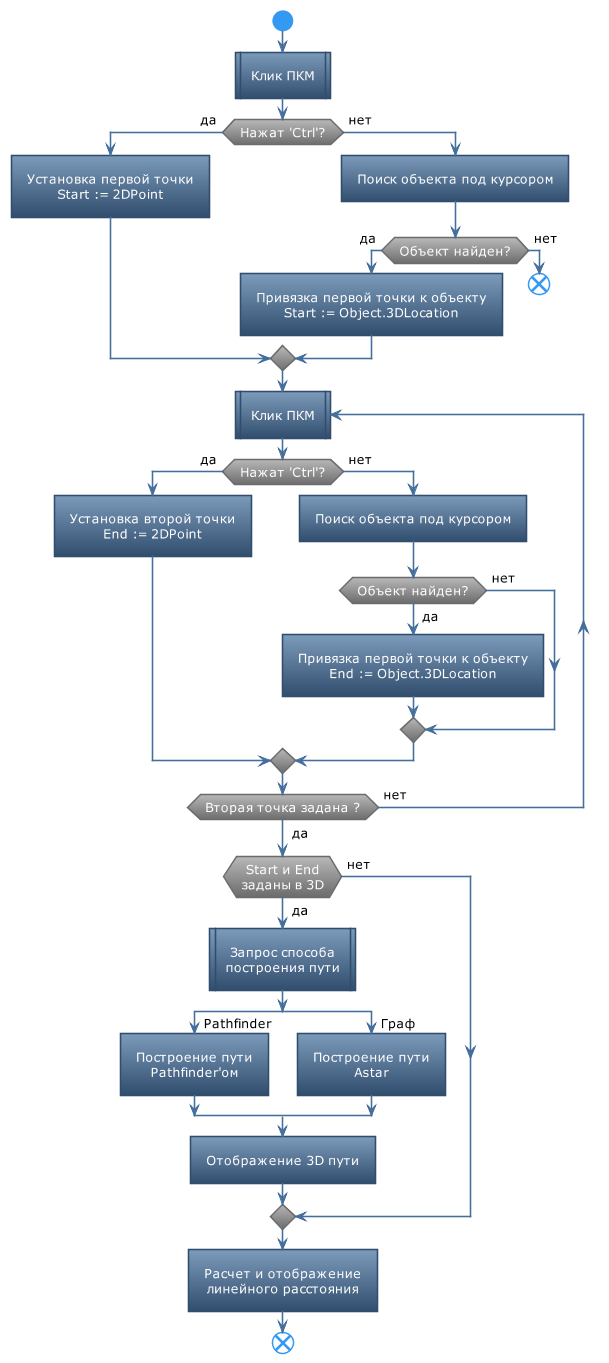 Клик ПКМ
да
Нажат 'Ctrl'?
нет
Установка первой точки
Start := 2DPoint
Поиск объекта под курсором
да
Объект найден?
нет
Привязка первой точки к объекту
Start := Object.3DLocation
Клик ПКМ
да
Нажат 'Ctrl'?
нет
Установка второй точки
End := 2DPoint
Поиск объекта под курсором
Объект найден?
нет
да
Привязка первой точки к объекту
End := Object.3DLocation
Вторая точка задана ?
нет
да
Start и End
заданы в 3D
нет
да
Запрос способа
построения пути
Pathfinder
Граф
Построение пути
Pathfinder'ом
Построение пути
Astar
Отображение 3D пути
Расчет и отображение
линейного расстояния